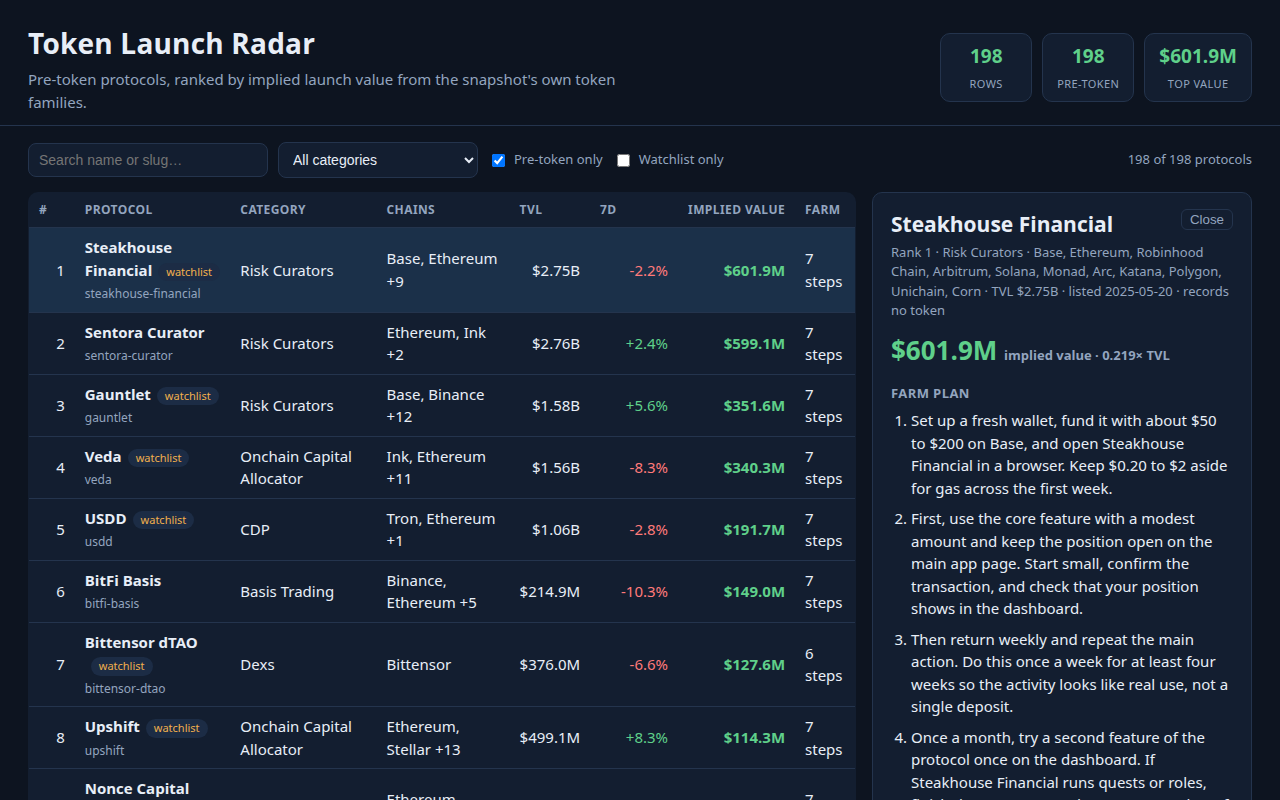 Token Launch Radar
Pre-token protocols, ranked by implied launch value from the snapshot's own token
families.
198
ROWS
198
PRE-TOKEN
$601.9M
TOP VALUE
Search name or slug…
All categories
Pre-token only
Watchlist only
198 of 198 protocols
# PROTOCOL CATEGORY CHAINS TVL 7D IMPLIED VALUE FARM
1 Steakhouse Financial watchlist steakhouse-financial Risk Curators Base, Ethereum +9 $2.75B -2.2% $601.9M 7 steps
2 Sentora Curator sentora-curator Risk Curators Ethereum, Ink +2 $2.76B +2.4% $599.1M 7 steps
3 Gauntlet watchlist gauntlet Risk Curators Base, Binance +12 $1.58B +5.6% $351.6M 7 steps
4 Veda watchlist veda Onchain Capital Allocator Ink, Ethereum +11 $1.56B -8.3% $340.3M 7 steps
5 USDD watchlist usdd CDP Tron, Ethereum +1 $1.06B -2.8% $191.7M 7 steps
6 BitFi Basis bitfi-basis Basis Trading Binance, Ethereum +5 $214.9M -10.3% $149.0M 7 steps
7 Bittensor dTAO watchlist bittensor-dtao Dexs Bittensor $376.0M -6.6% $127.6M 6 steps
8 Upshift watchlist upshift Onchain Capital Allocator Ethereum, Stellar +13 $499.1M +8.3% $114.3M 7 steps
Nonce Capital
Steakhouse Financial
Close
Rank 1 · Risk Curators · Base, Ethereum, Robinhood
Chain, Arbitrum, Solana, Monad, Arc, Katana, Polygon,
Unichain, Corn · TVL $2.75B · listed 2025-05-20 · records
no token
$601.9M implied value · 0.219× TVL
FARM PLAN
1. Set up a fresh wallet, fund it with about $50
to $200 on Base, and open Steakhouse
Financial in a browser. Keep $0.20 to $2 aside
for gas across the first week.
2. First, use the core feature with a modest
amount and keep the position open on the
main app page. Start small, confirm the
transaction, and check that your position
shows in the dashboard.
3. Then return weekly and repeat the main
action. Do this once a week for at least four
weeks so the activity looks like real use, not a
single deposit.
4. Once a month, try a second feature of the
protocol once on the dashboard. If
Steakhouse Financial runs quests or roles,